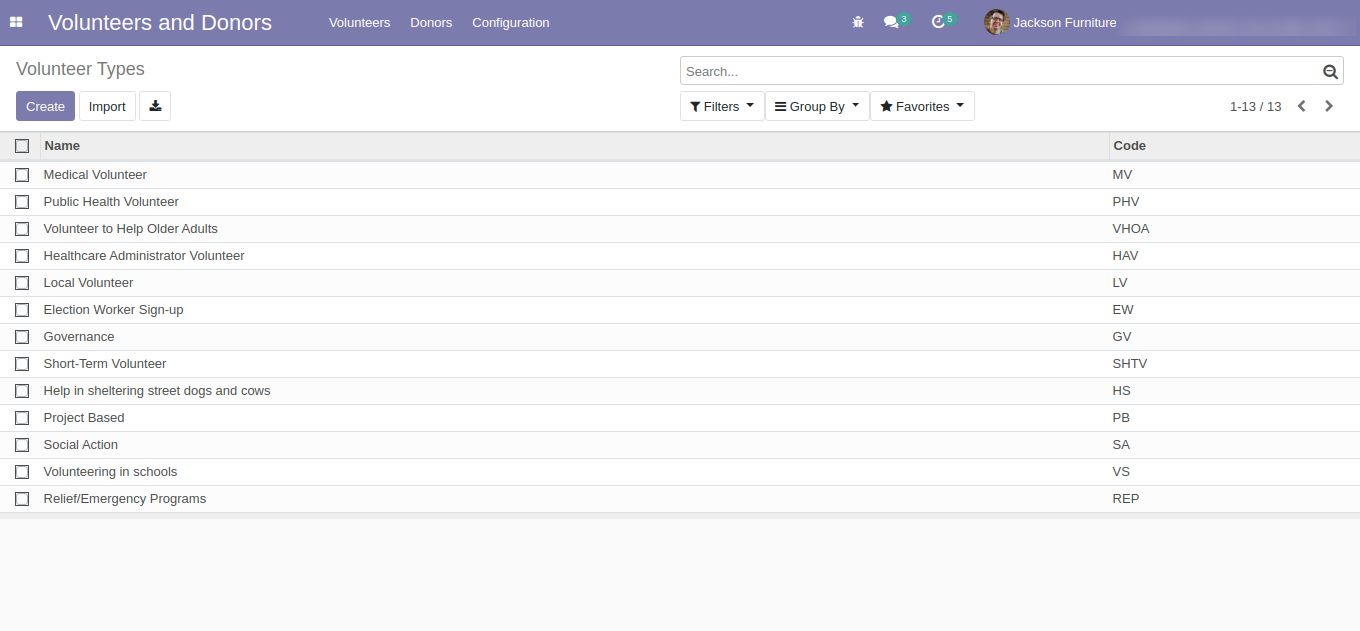 Volunteers and Donors Volunteers Donors Configuration 3 5 Jackson Furniture
Volunteer Types
Search...
Create Import Filters Group By Favorites 1-13 / 13
Name Code
Medical Volunteer MV
Public Health Volunteer PHV
Volunteer to Help Older Adults VHOA
Healthcare Administrator Volunteer HAV
Local Volunteer LV
Election Worker Sign-up EW
Governance GV
Short-Term Volunteer SHTV
Help in sheltering street dogs and cows HS
Project Based PB
Social Action SA
Volunteering in schools VS
Relief/Emergency Programs REP